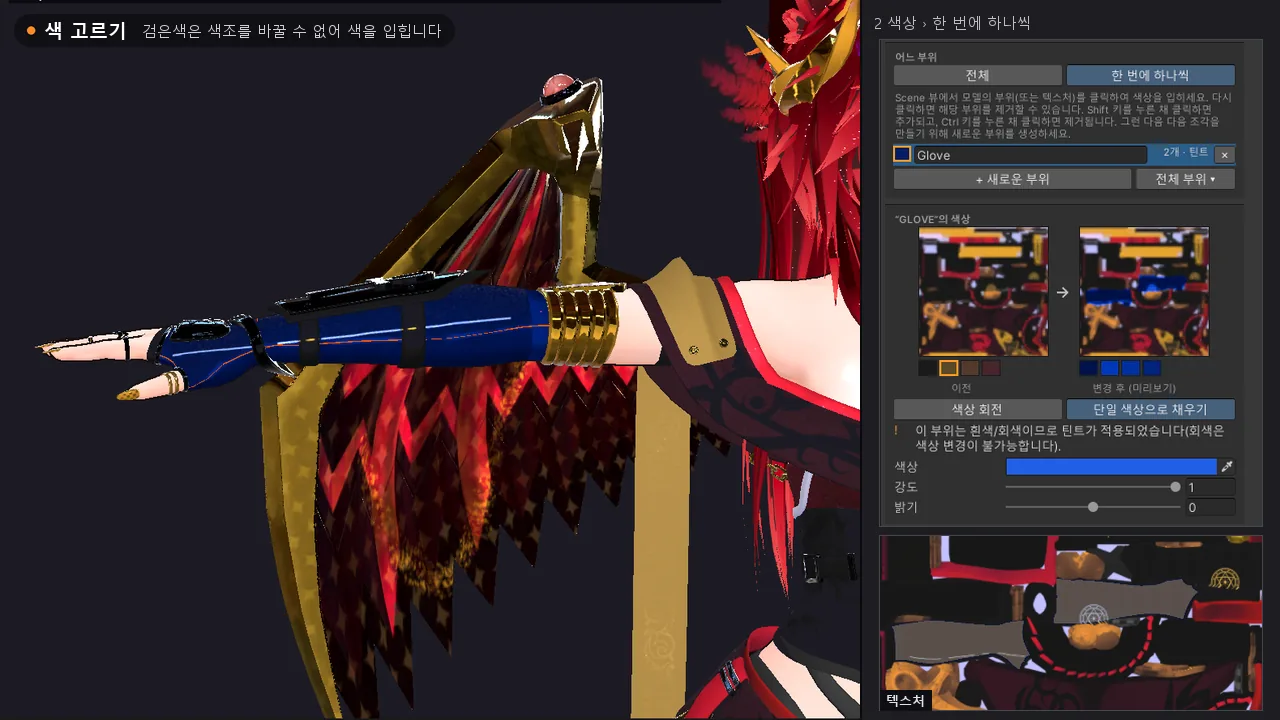 색 고르기 검은색은 색조를 바꿀 수 없어 색을 입힙니다
2 색상 › 한 번에 하나씩
어느 부위
전체
한 번에 하나씩
Scene 뷰에서 모델의 부위(또는 텍스처)를 클릭하여 색상을 입히세요. 다시
클릭하면 해당 부위를 제거할 수 있습니다. Shift 키를 누른 채 클릭하면
추가되고, Ctrl 키를 누른 채 클릭하면 제거됩니다. 그런 다음 다음 조각을
만들기 위해 새로운 부위를 생성하세요.
Glove 2개 · 틴트 ×
+ 새로운 부위
전체 부위 ▾
"GLOVE"의 색상
→
이전
변경 후 (미리보기)
색상 회전
단일 색상으로 채우기
! 이 부위는 흰색/회색이므로 틴트가 적용되었습니다(회색은
색상 변경이 불가능합니다).
색상
강도 1
밝기 0
텍스처